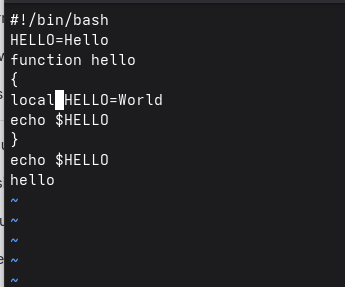 #!/bin/bash
HELLO=Hello
function hello
{
local HELLO=World
echo $HELLO
}
echo $HELLO
hello
~
~
~
~
~